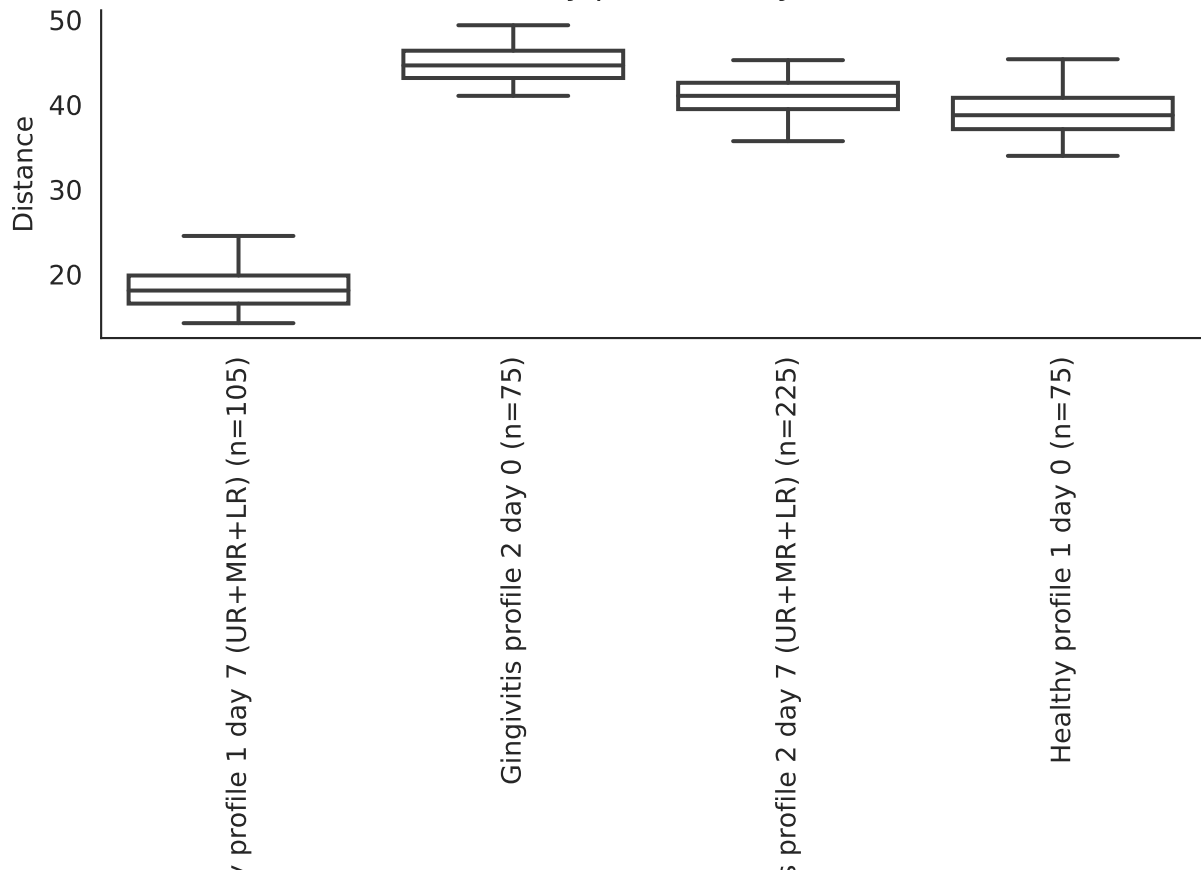 50
40
30
20
Distance
profile 1 day 7 (UR+MR+LR) (n=105)
Gingivitis profile 2 day 0 (n=75)
profile 2 day 7 (UR+MR+LR) (n=225)
Healthy profile 1 day 0 (n=75)